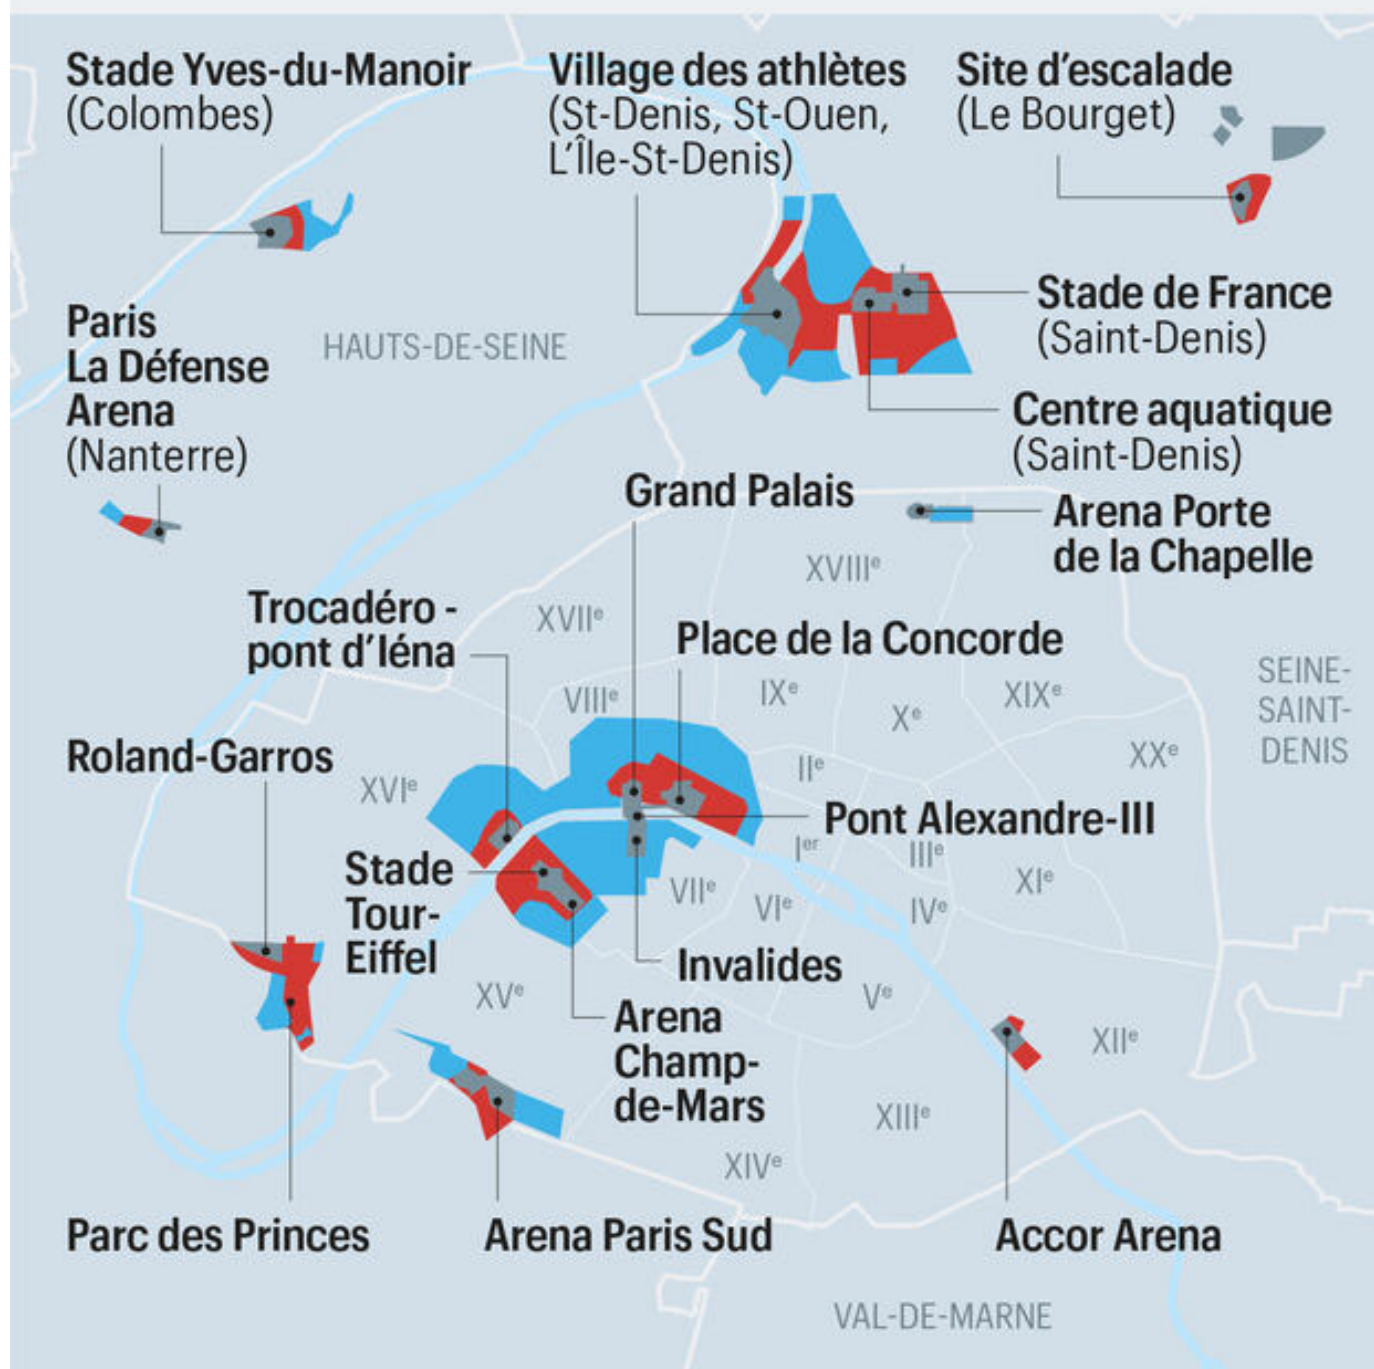 Stade Yves-du-Manoir
(Colombes)
Village des athlètes
(St-Denis, St-Ouen,
L'Île-St-Denis)
Site d'escalade
(Le Bourget)
Paris
La Défense
Arena
(Nanterre)
HAUTS-DE-SEINE
Stade de France
(Saint-Denis)
Centre aquatique
(Saint-Denis)
Grand Palais
Arena Porte
de la Chapelle
XVIIIe
Trocadéro -
pont d'Iéna
XVIIe
Place de la Concorde
VIIIe
IXe
Xe
XIXe
SEINE-
SAINT-
DENIS
Roland-Garros
XVIe
IIe
XXe
Pont Alexandre-III
Ier
IIIe
Stade
Tour-
Eiffel
VIIe
VIe
IVe
XIe
Invalides
XVe
Ve
Arena
Champ-
de-Mars
XIIe
XIIIe
XIVe
Parc des Princes
Arena Paris Sud
Accor Arena
VAL-DE-MARNE